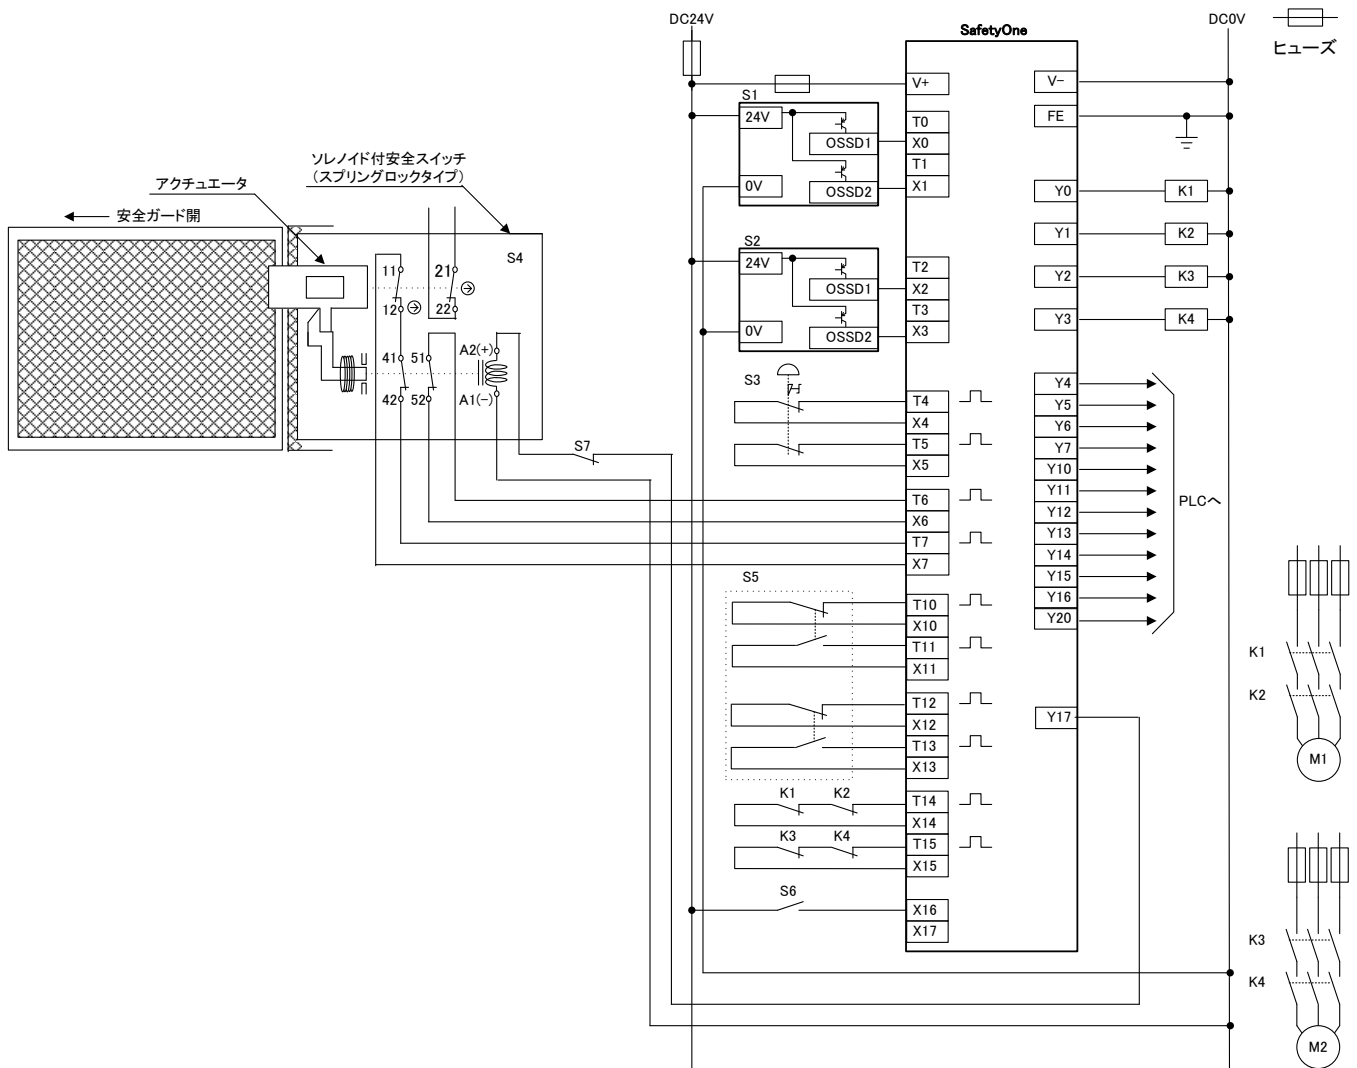 DC24V
DC0V
ヒューズ
SafetyOne
V+
V-
S1
24V
OSSD1
0V
OSSD2
T0
X0
T1
X1
FE
Y0
K1
Y1
K2
Y2
K3
Y3
K4
ソレノイド付安全スイッチ
(スプリングロックタイプ)
アクチュエータ
安全ガード開
S4
11
21
12
22
41
51
A2(+)
42
52
A1(-)
S2
24V
OSSD1
0V
OSSD2
T2
X2
T3
X3
S3
T4
X4
T5
X5
S7
T6
X6
T7
X7
Y4
Y5
Y6
Y7
Y10
Y11
Y12
Y13
Y14
Y15
Y16
Y20
PLCへ
S5
T10
X10
T11
X11
T12
X12
T13
X13
Y17
K1
K2
T14
X14
K3
K4
T15
X15
S6
X16
X17
K1
K2
M1
K3
K4
M2